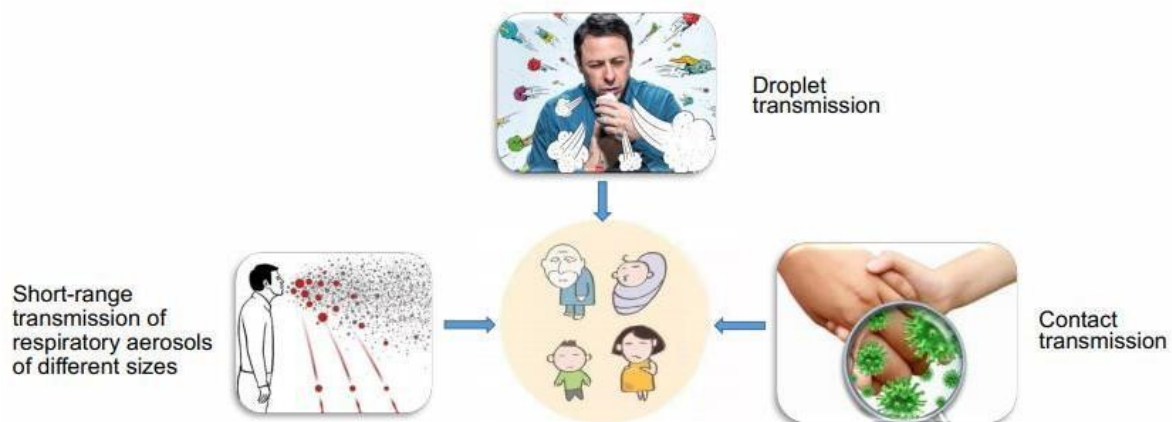 Droplet
transmission
Short-range
transmission of
respiratory aerosols
of different sizes
Contact
transmission